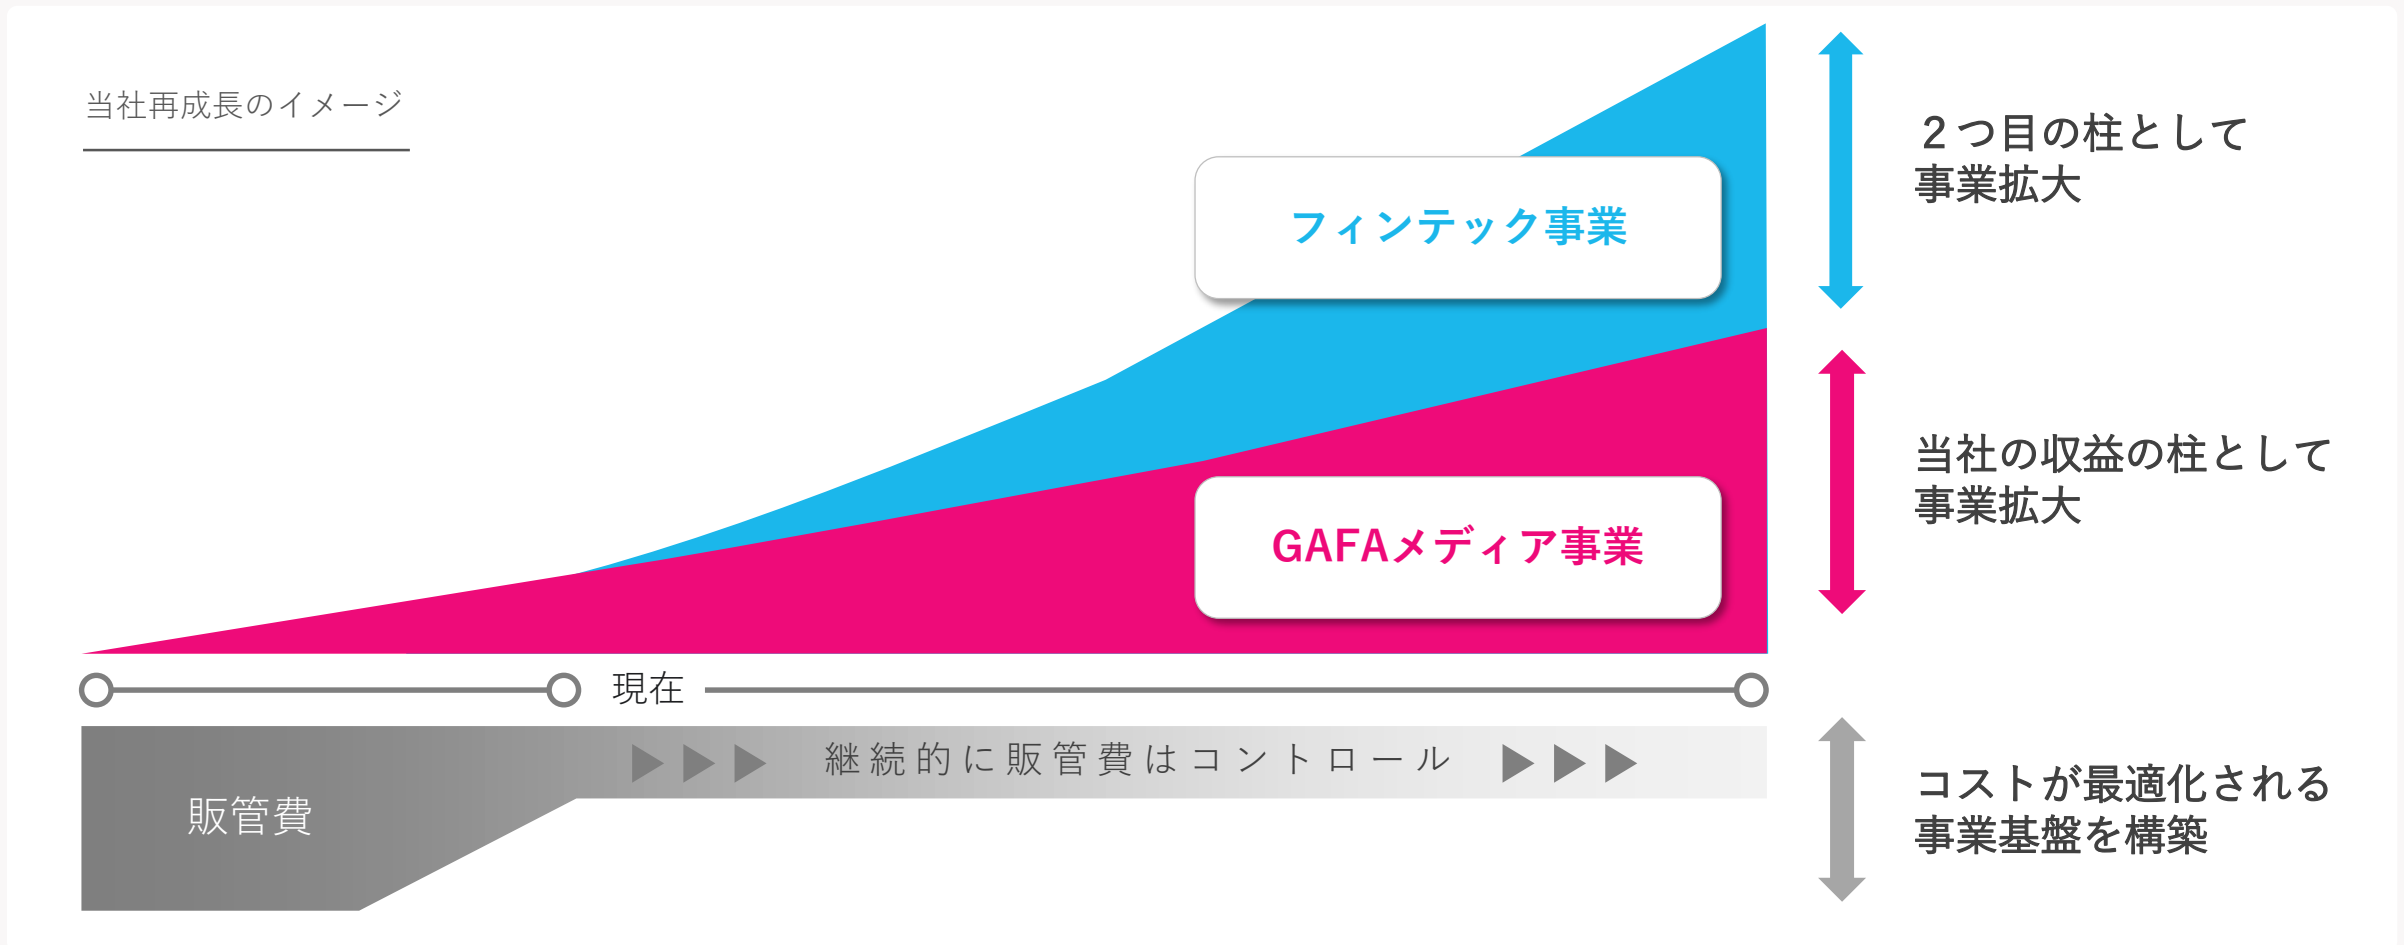 当社再成長のイメージ
２つ目の柱として
事業拡大
フィンテック事業
当社の収益の柱として
事業拡大
GAFAメディア事業
現在
継続的に販管費はコントロール
販管費
コストが最適化される
事業基盤を構築